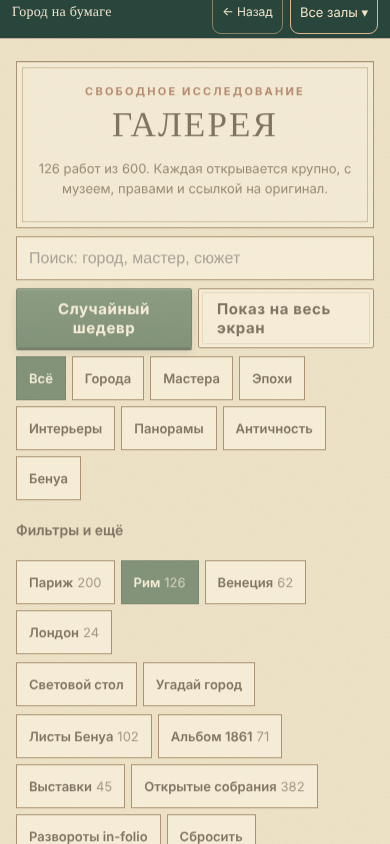 Город на бумаге
← Назад
Все залы ▾
СВОБОДНОЕ ИССЛЕДОВАНИЕ
ГАЛЕРЕЯ
126 работ из 600. Каждая открывается крупно, с
музеем, правами и ссылкой на оригинал.
Поиск: город, мастер, сюжет
Случайный
шедевр
Показ на весь
экран
Всё
Города
Мастера
Эпохи
Интерьеры
Панорамы
Античность
Бенуа
Фильтры и ещё
Париж 200
Рим 126
Венеция 62
Лондон 24
Световой стол
Угадай город
Листы Бенуа 102
Альбом 1861 71
Выставки 45
Открытые собрания 382
Развороты in-folio
Сбросить